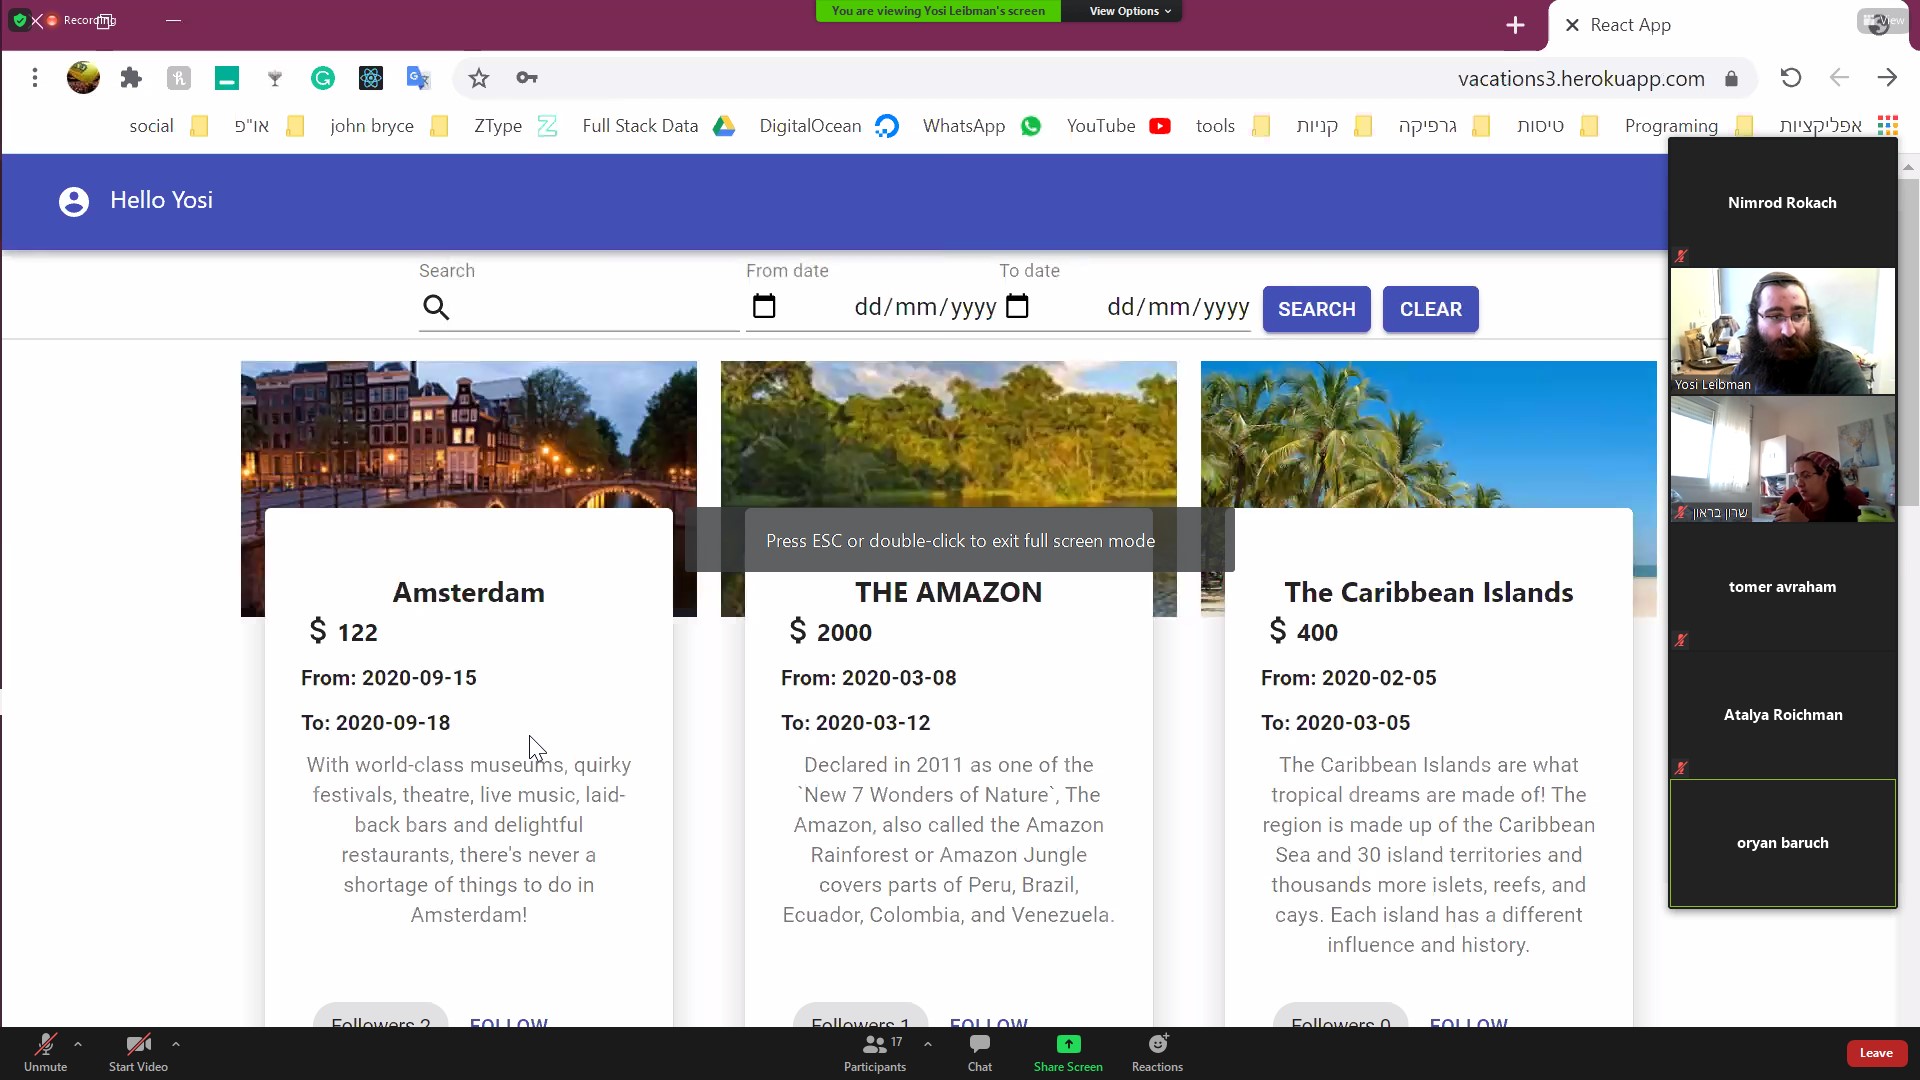 Recording
You are viewing Yosi Leibman's screen
View Options
React App
View
vacations3.herokuapp.com
social
או"פ
john bryce
ZType
Full Stack Data
DigitalOcean
WhatsApp
YouTube
tools
קניות
גרפיקה
טיסות
Programing
אפליקציות
Hello Yosi
Search
From date
To date
dd/mm/yyyy
dd/mm/yyyy
SEARCH
CLEAR
Nimrod Rokach
Yosi Leibman
שרון בראון
tomer avraham
Atalya Roichman
oryan baruch
Press ESC or double-click to exit full screen mode
Amsterdam
$ 122
From: 2020-09-15
To: 2020-09-18
With world-class museums, quirky
festivals, theatre, live music, laid-
back bars and delightful
restaurants, there's never a
shortage of things to do in
Amsterdam!
Followers 2
FOLLOW
THE AMAZON
$ 2000
From: 2020-03-08
To: 2020-03-12
Declared in 2011 as one of the
`New 7 Wonders of Nature`, The
Amazon, also called the Amazon
Rainforest or Amazon Jungle
covers parts of Peru, Brazil,
Ecuador, Colombia, and Venezuela.
Followers 1
FOLLOW
The Caribbean Islands
$ 400
From: 2020-02-05
To: 2020-03-05
The Caribbean Islands are what
tropical dreams are made of! The
region is made up of the Caribbean
Sea and 30 island territories and
thousands more islets, reefs, and
cays. Each island has a different
influence and history.
Followers 0
FOLLOW
Unmute
Start Video
Participants
17
Chat
Share Screen
Reactions
Leave